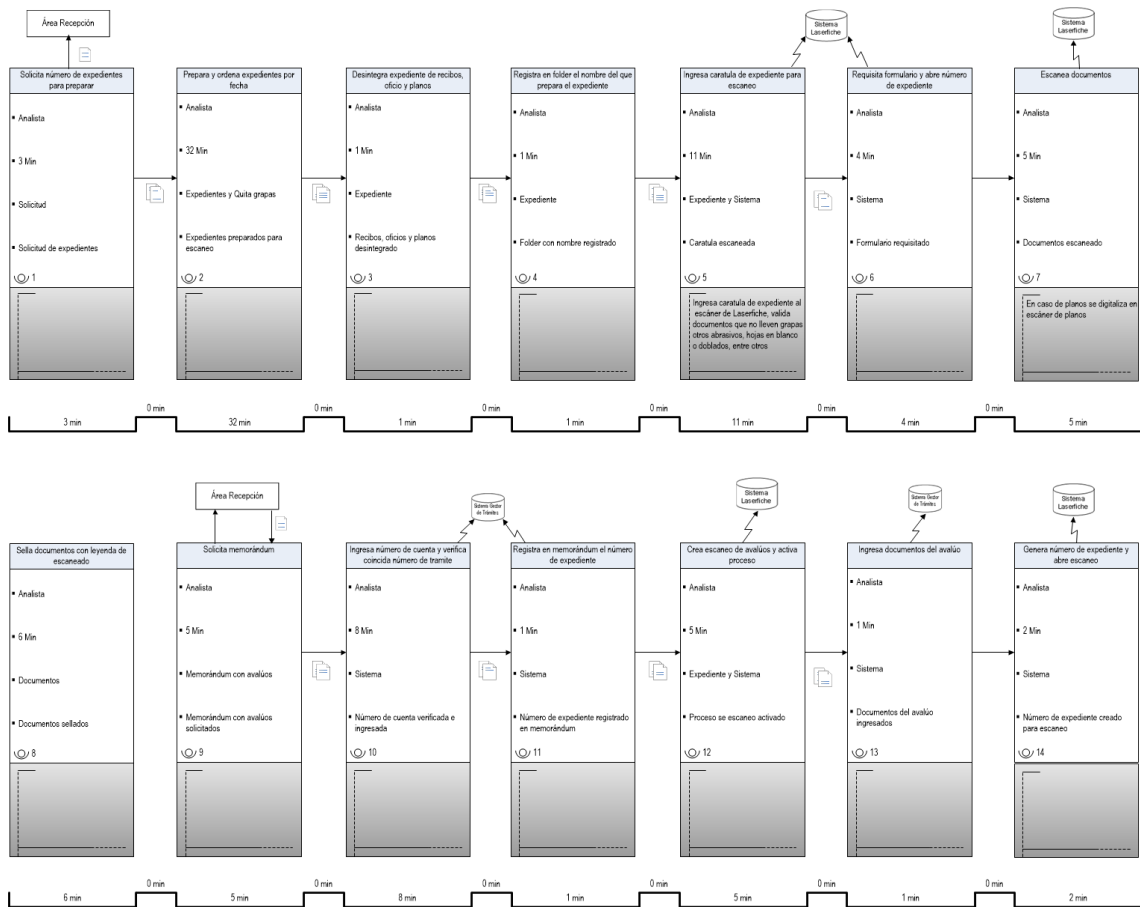 Área Recepción
Sistema
Laserfiche
Sistema
Laserfiche
Solicita número de expedientes
para preparar
Analista
3 Min
Solicitud
Solicitud de expedientes
1
Prepara y ordena expedientes por
fecha
Analista
32 Min
Expedientes y Quita grapas
Expedientes preparados para
escaneo
2
Desintegra expediente de recibos,
oficio y planos
Analista
1 Min
Expediente
Recibos, oficios y planos
desintegrado
3
Registra en folder el nombre del que
prepara el expediente
Analista
1 Min
Expediente
Folder con nombre registrado
4
Ingresa caratula de expediente para
escaneo
Analista
11 Min
Expediente y Sistema
Caratula escaneada
5
Ingresa caratula de expediente al
escáner de Laserfiche, valida
documentos que no lleven grapas
otros abrasivos, hojas en blanco
o doblados, entre otros
Requisita formulario y abre número
de expediente
Analista
4 Min
Sistema
Formulario requisitado
6
Escanea documentos
Analista
5 Min
Sistema
Documentos escaneado
7
En caso de planos se digitaliza en
escáner de planos
3 min
0 min
32 min
0 min
1 min
0 min
1 min
0 min
11 min
0 min
4 min
0 min
5 min
Área Recepción
Sistema Gestor
de Trámites
Sistema
Laserfiche
Sistema Gestor
de Trámites
Sistema
Laserfiche
Sella documentos con leyenda de
escaneado
Analista
6 Min
Documentos
Documentos sellados
8
Solicita memorándum
Analista
5 Min
Memorándum con avalúos
Memorándum con avalúos
solicitados
9
Ingresa número de cuenta y verifica
coincida número de tramite
Analista
8 Min
Sistema
Número de cuenta verificada e
ingresada
10
Registra en memorándum el número
de expediente
Analista
1 Min
Sistema
Número de expediente registrado
en memorándum
11
Crea escaneo de avalúos y activa
proceso
Analista
5 Min
Expediente y Sistema
Proceso se escaneo activado
12
Ingresa documentos del avalúo
Analista
1 Min
Sistema
Documentos del avalúo
ingresados
13
Genera número de expediente y
abre escaneo
Analista
2 Min
Sistema
Número de expediente creado
para escaneo
14
6 min
0 min
5 min
0 min
8 min
0 min
1 min
0 min
5 min
0 min
1 min
0 min
2 min